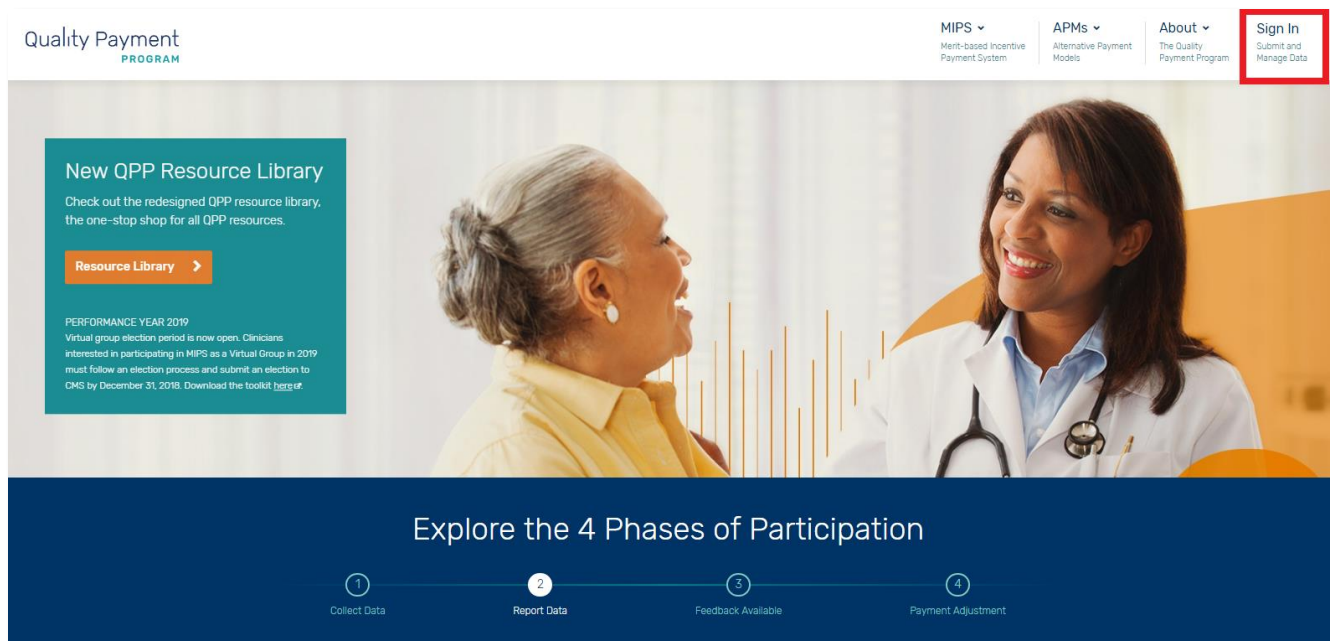 Quality Payment
PROGRAM
MIPS
Merit-based Incentive
Payment System
APMs
Alternative Payment
Models
About
The Quality
Payment Program
Sign In
Submit and
Manage Data
New QPP Resource Library
Check out the redesigned QPP resource library,
the one-stop shop for all QPP resources.
Resource Library
PERFORMANCE YEAR 2019
Virtual group election period is now open. Clinicians
interested in participating in MIPS as a Virtual Group in 2019
must follow an election process and submit an election to
CMS by December 31, 2018. Download the toolkit here.
Explore the 4 Phases of Participation
1
Collect Data
2
Report Data
3
Feedback Available
4
Payment Adjustment